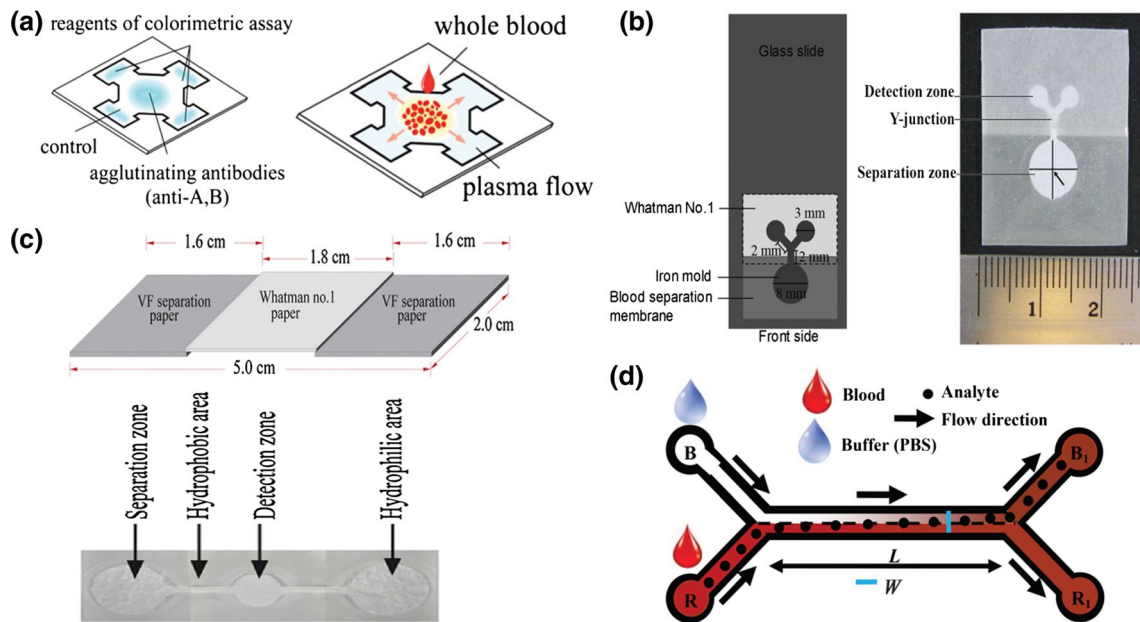 (a)
reagents of colorimetric assay
control
agglutinating antibodies
(anti-A,B)
whole blood
plasma flow
(b)
Glass slide
Whatman No.1
3 mm
2 mm
2 mm
Iron mold
Blood separation
membrane
8 mm
Front side
Detection zone
Y-junction
Separation zone
1
2
(c)
1.6 cm
1.8 cm
1.6 cm
VF separation
paper
Whatman no.1
paper
VF separation
paper
2.0 cm
5.0 cm
Separation zone
Hydrophobic area
Detection zone
Hydrophilic area
(d)
Blood
Buffer (PBS)
Analyte
Flow direction
B
B1
L
W
R
R1